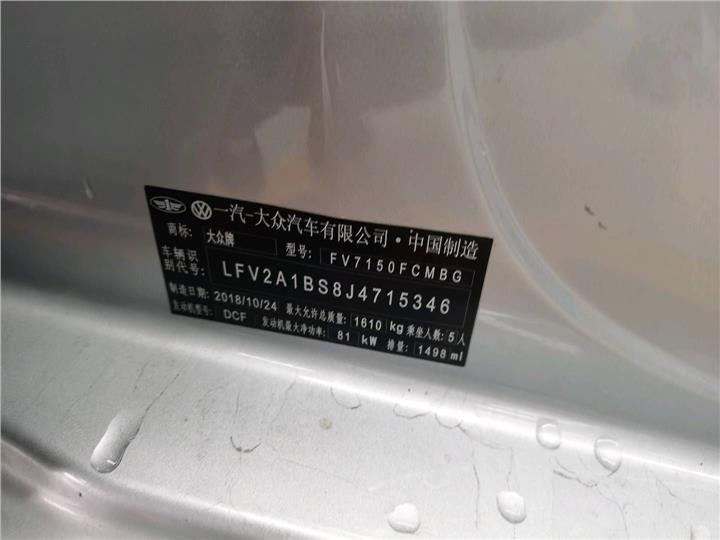 一汽-大众汽车有限公司·中国制造
商标: 大众牌 型号: FV7150FCMBG
车辆识别代号: LFV2A1BS8J4715346
制造日期: 2018/10/24 最大允许总质量: 1610 kg 乘坐人数: 5 人
发动机型号: DCF 发动机最大净功率: 81 kW 排量: 1498 ml